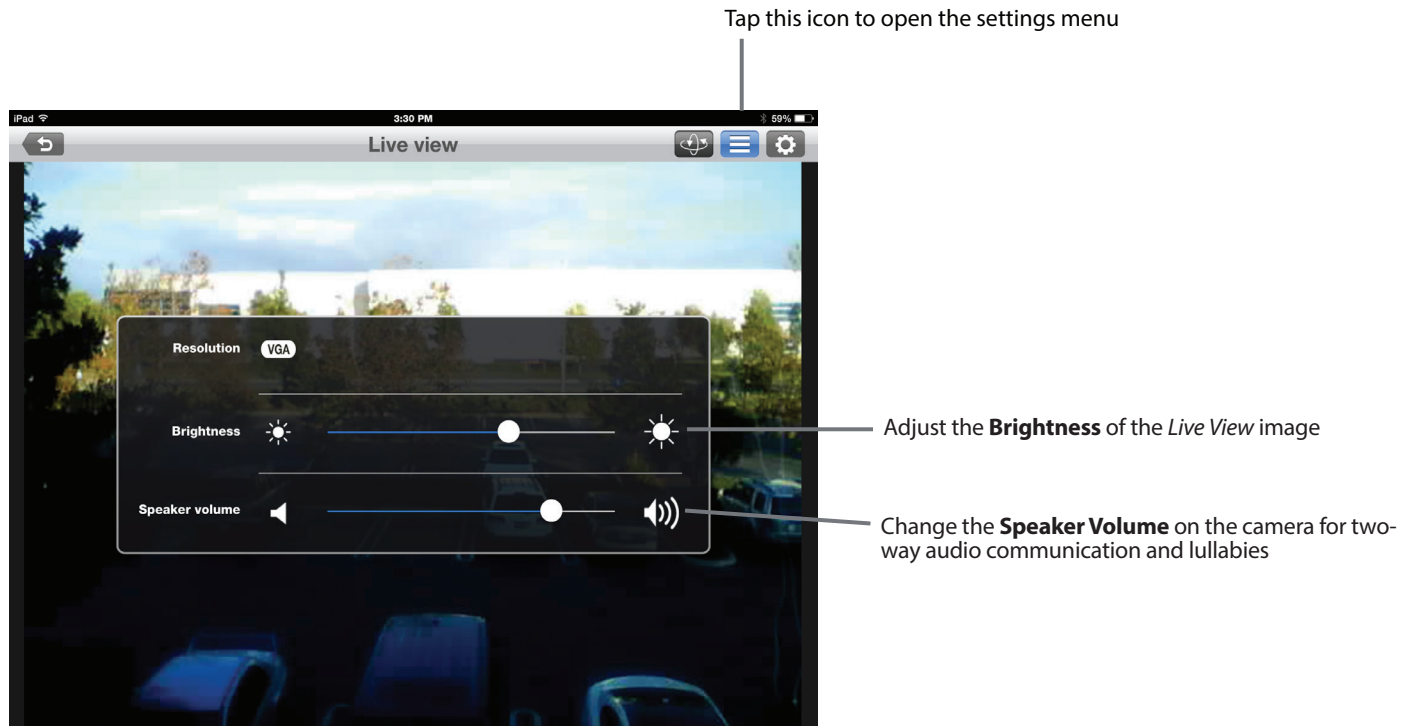 Tap this icon to open the settings menu
iPad 3:30 PM 59%
Live view
Resolution VGA
Brightness
Adjust the Brightness of the Live View image
Speaker volume
Change the Speaker Volume on the camera for two-
way audio communication and lullabies